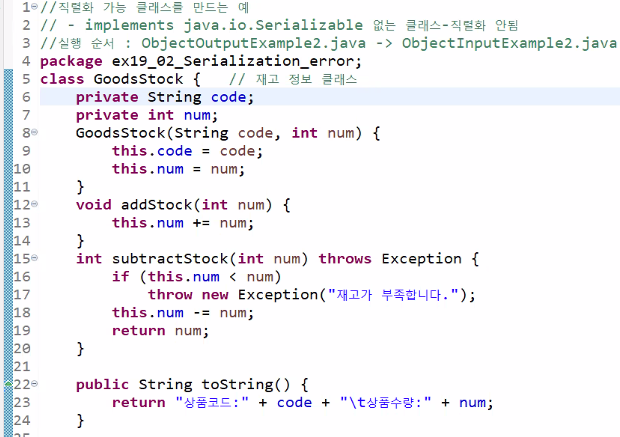 1 //직렬화 가능 클래스를 만드는 예
2 // - implements java.io.Serializable 없는 클래스-직렬화 안됨
3 //실행 순서 : ObjectOutputExample2.java -> ObjectInputExample2.java
4 package ex19_02_Serialization_error;
5 class GoodsStock {   // 재고 정보 클래스
6     private String code;
7     private int num;
8     GoodsStock(String code, int num) {
9         this.code = code;
10         this.num = num;
11     }
12     void addStock(int num) {
13         this.num += num;
14     }
15     int subtractStock(int num) throws Exception {
16         if (this.num < num)
17             throw new Exception("재고가 부족합니다.");
18         this.num -= num;
19         return num;
20     }
21
22     public String toString() {
23         return "상품코드:" + code + "\t상품수량:" + num;
24     }